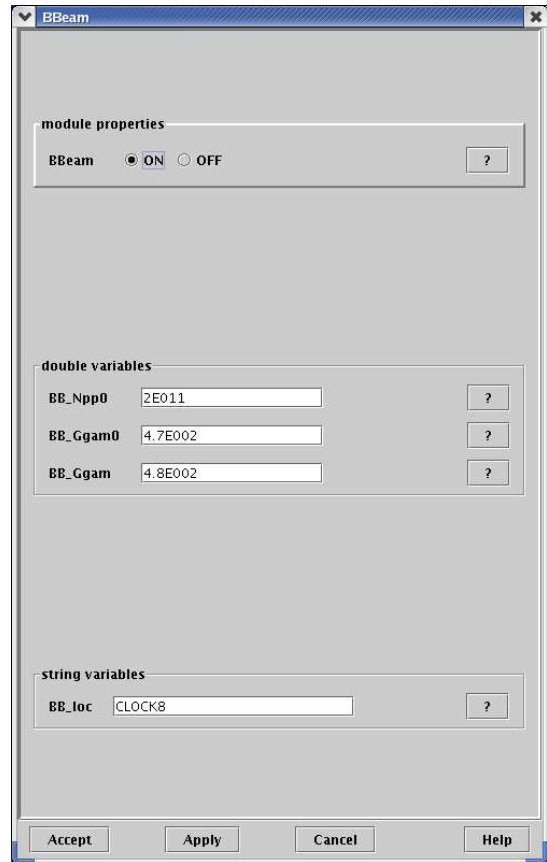 BBeam
module properties
BBeam ON OFF ?
double variables
BB_Npp0 2E011 ?
BB_Ggam0 4.7E002 ?
BB_Ggam 4.8E002 ?
string variables
BB_loc CLOCK8 ?
Accept Apply Cancel Help